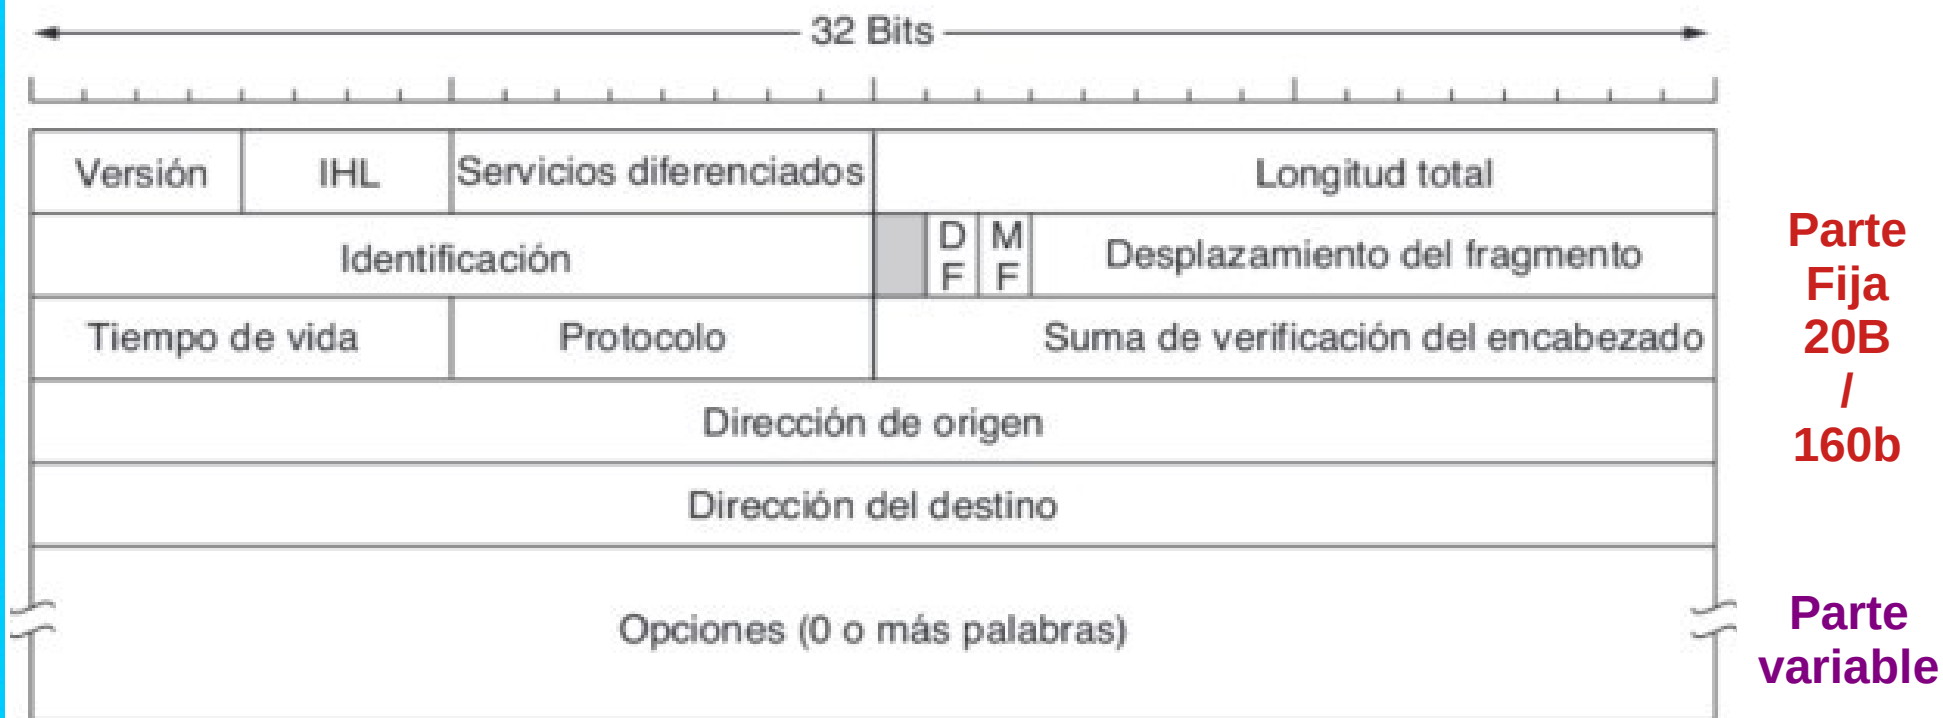 32 Bits
Versión IHL Servicios diferenciados Longitud total
Identificación D F M F Desplazamiento del fragmento
Tiempo de vida Protocolo Suma de verificación del encabezado
Dirección de origen
Dirección del destino
Opciones (0 o más palabras)
Parte
Fija
20B
/
160b
Parte
variable